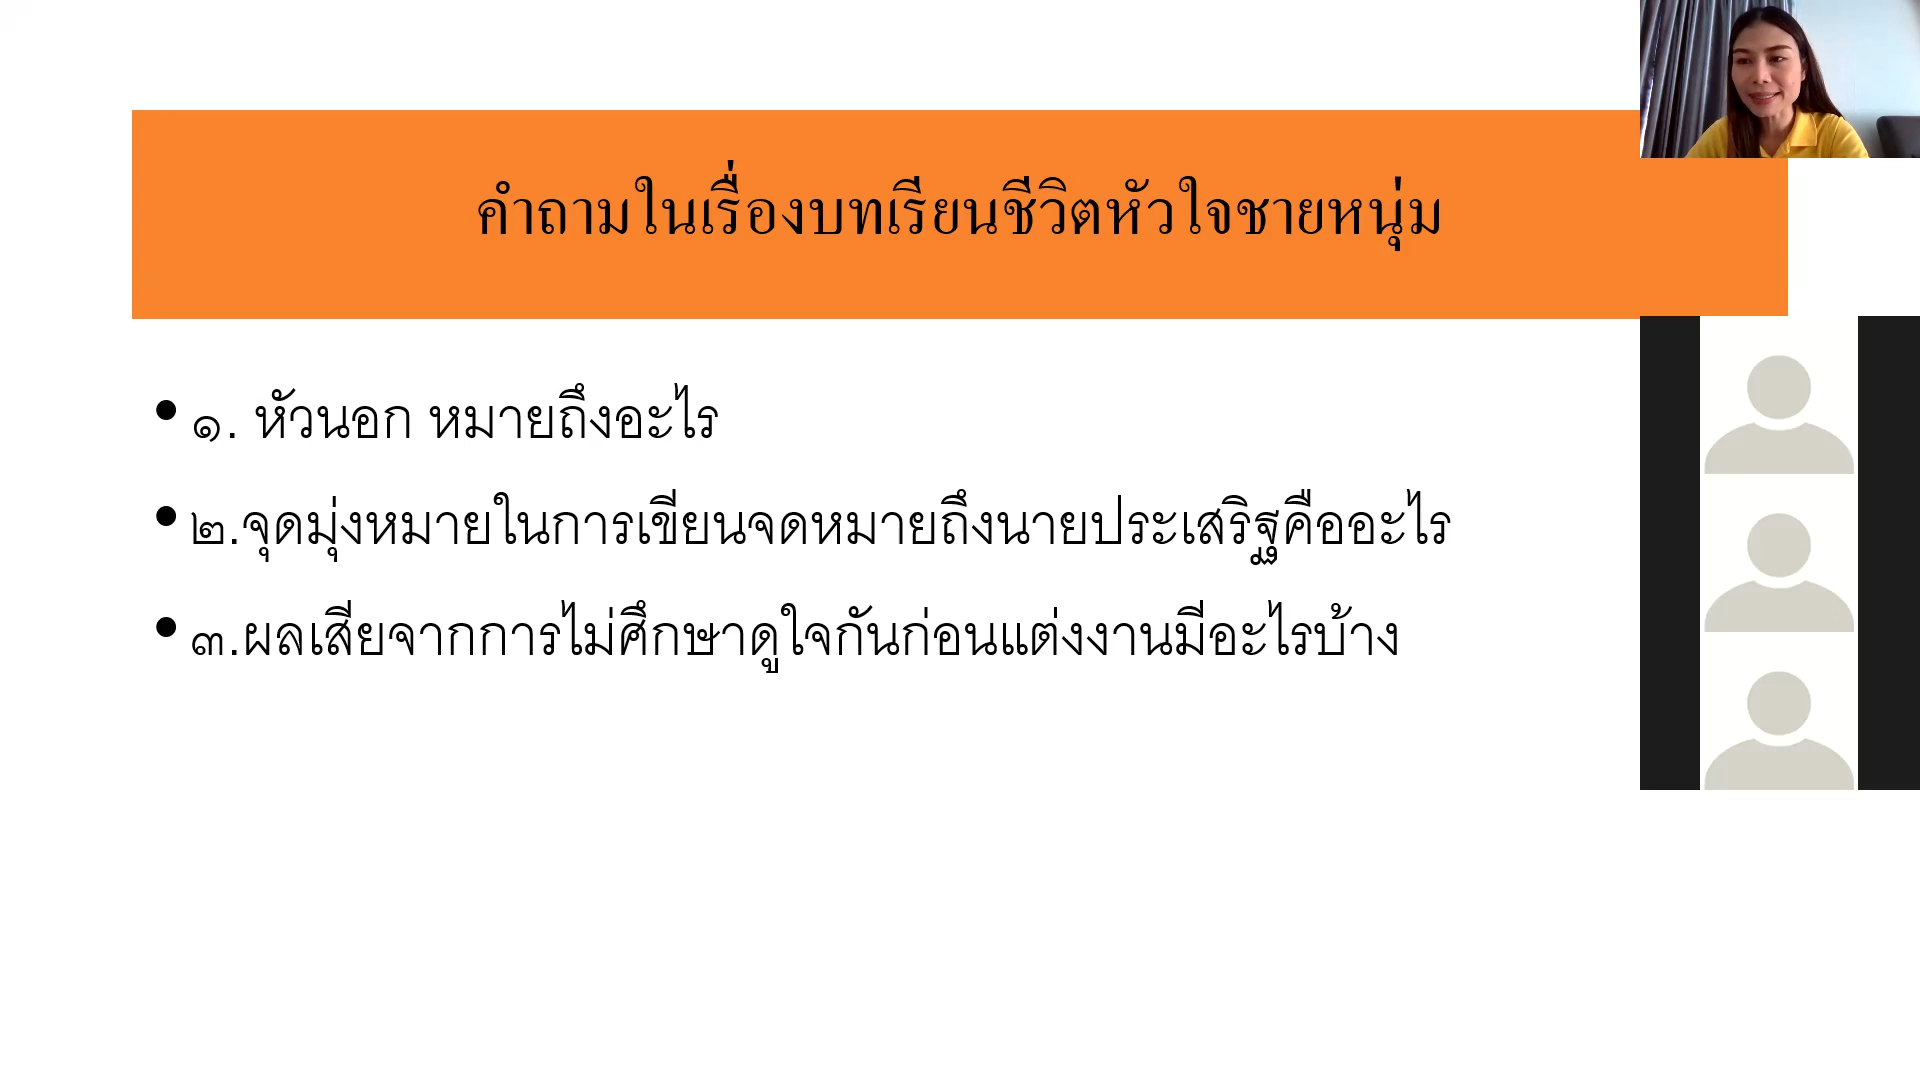 คำถามในเรื่องบทเรียนชีวิตหัวใจชายหนุ่ม
• ๑. หัวนอก หมายถึงอะไร
• ๒.จุดมุ่งหมายในการเขียนจดหมายถึงนายประเสริฐคืออะไร
• ๓.ผลเสียจากการไม่ศึกษาดูใจกันก่อนแต่งงานมีอะไรบ้าง